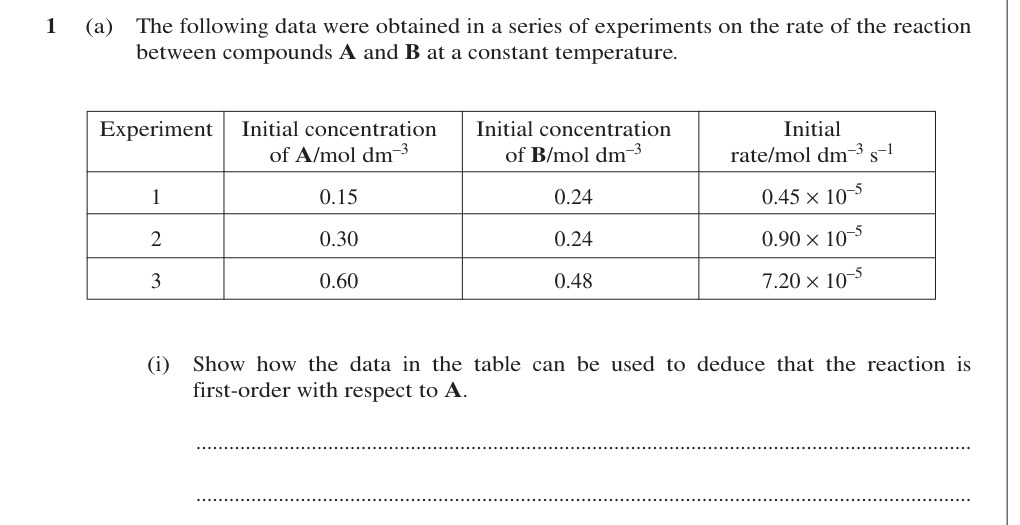 1 (a) The following data were obtained in a series of experiments on the rate of the reaction
between compounds A and B at a constant temperature.
Experiment Initial concentration of A/mol dm⁻³ Initial concentration of B/mol dm⁻³ Initial rate/mol dm⁻³ s⁻¹
1 0.15 0.24 0.45 × 10⁻⁵
2 0.30 0.24 0.90 × 10⁻⁵
3 0.60 0.48 7.20 × 10⁻⁵
(i) Show how the data in the table can be used to deduce that the reaction is
first-order with respect to A.